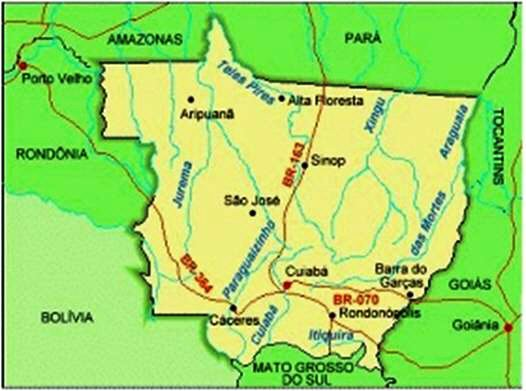 AMAZONAS
PARÁ
Porto Velho
Teles Pires
Alta Floresta
Aripuanã
Xingu
Araguaia
TOCANTINS
RONDÔNIA
BR-163
Sinop
Jurema
São José
das Mortes
Paraguaizinho
BR-364
Cuiabá
Barra do
Garças
GOIÁS
BR-070
BOLÍVIA
Cáceres
Cuiabá
Rondonópolis
Goiânia
Itiquira
MATO GROSSO
DO SUL